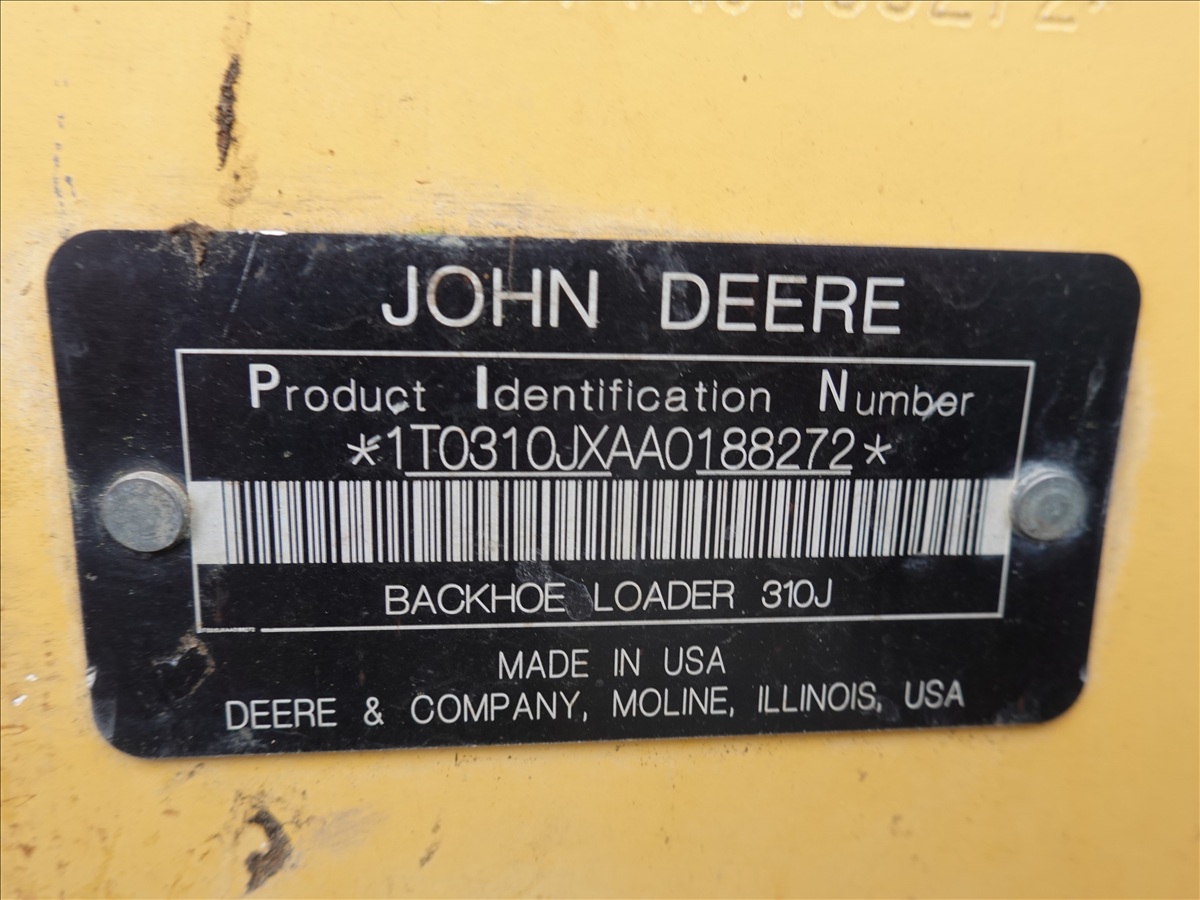 JOHN DEERE
Product Identification Number
*1T0310JXAA0188272*
BACKHOE LOADER 310J
MADE IN USA
DEERE & COMPANY, MOLINE, ILLINOIS, USA